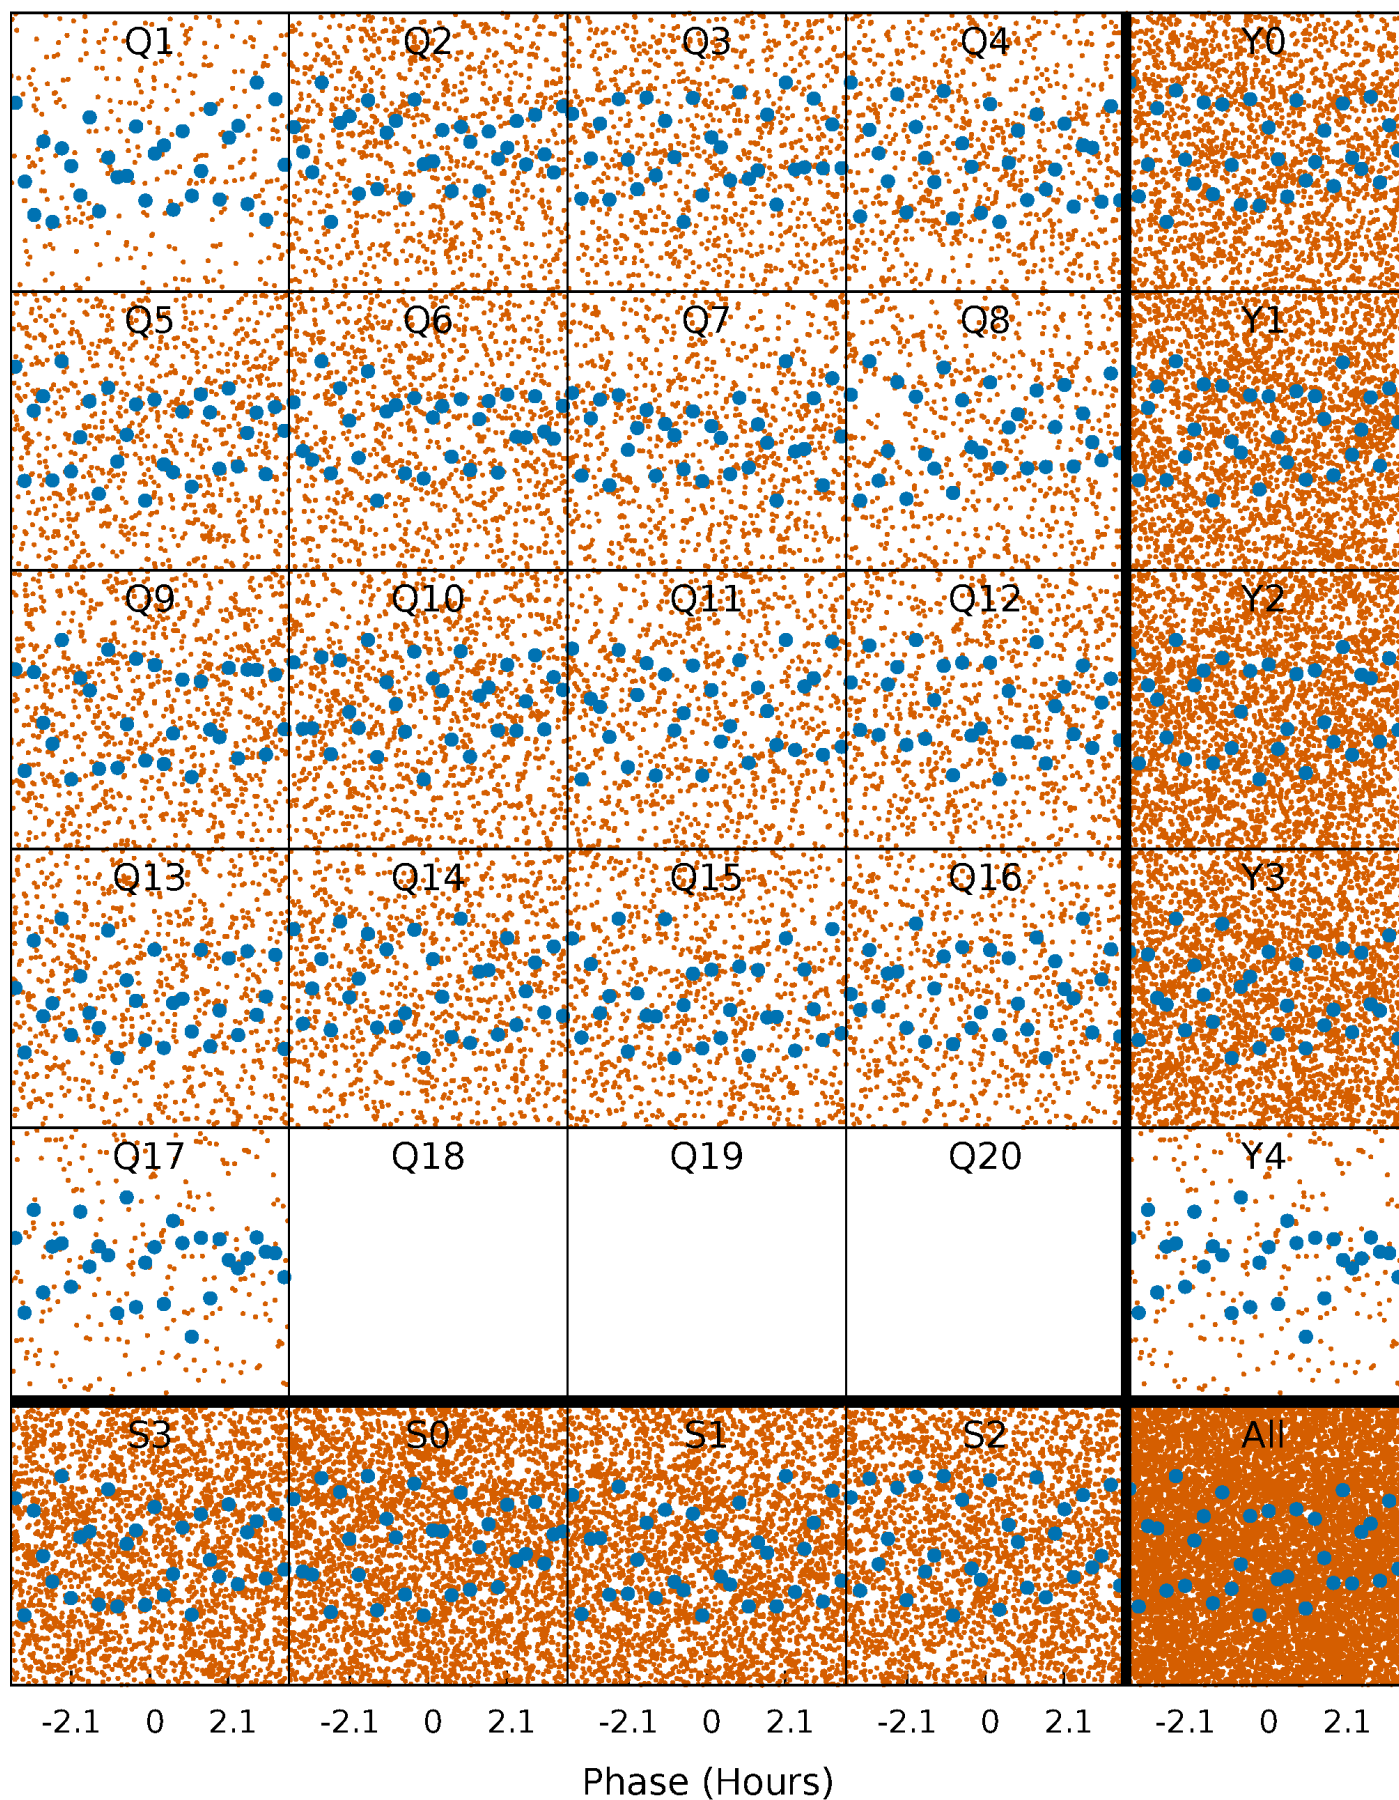 Q1 Q2 Q3 Q4 Y0
Q5 Q6 Q7 Q8 Y1
Q9 Q10 Q11 Q12 Y2
Q13 Q14 Q15 Q16 Y3
Q17 Q18 Q19 Q20 Y4
S3 S0 S1 S2 All
-2.1 0 2.1 -2.1 0 2.1 -2.1 0 2.1 -2.1 0 2.1 -2.1 0 2.1
Phase (Hours)